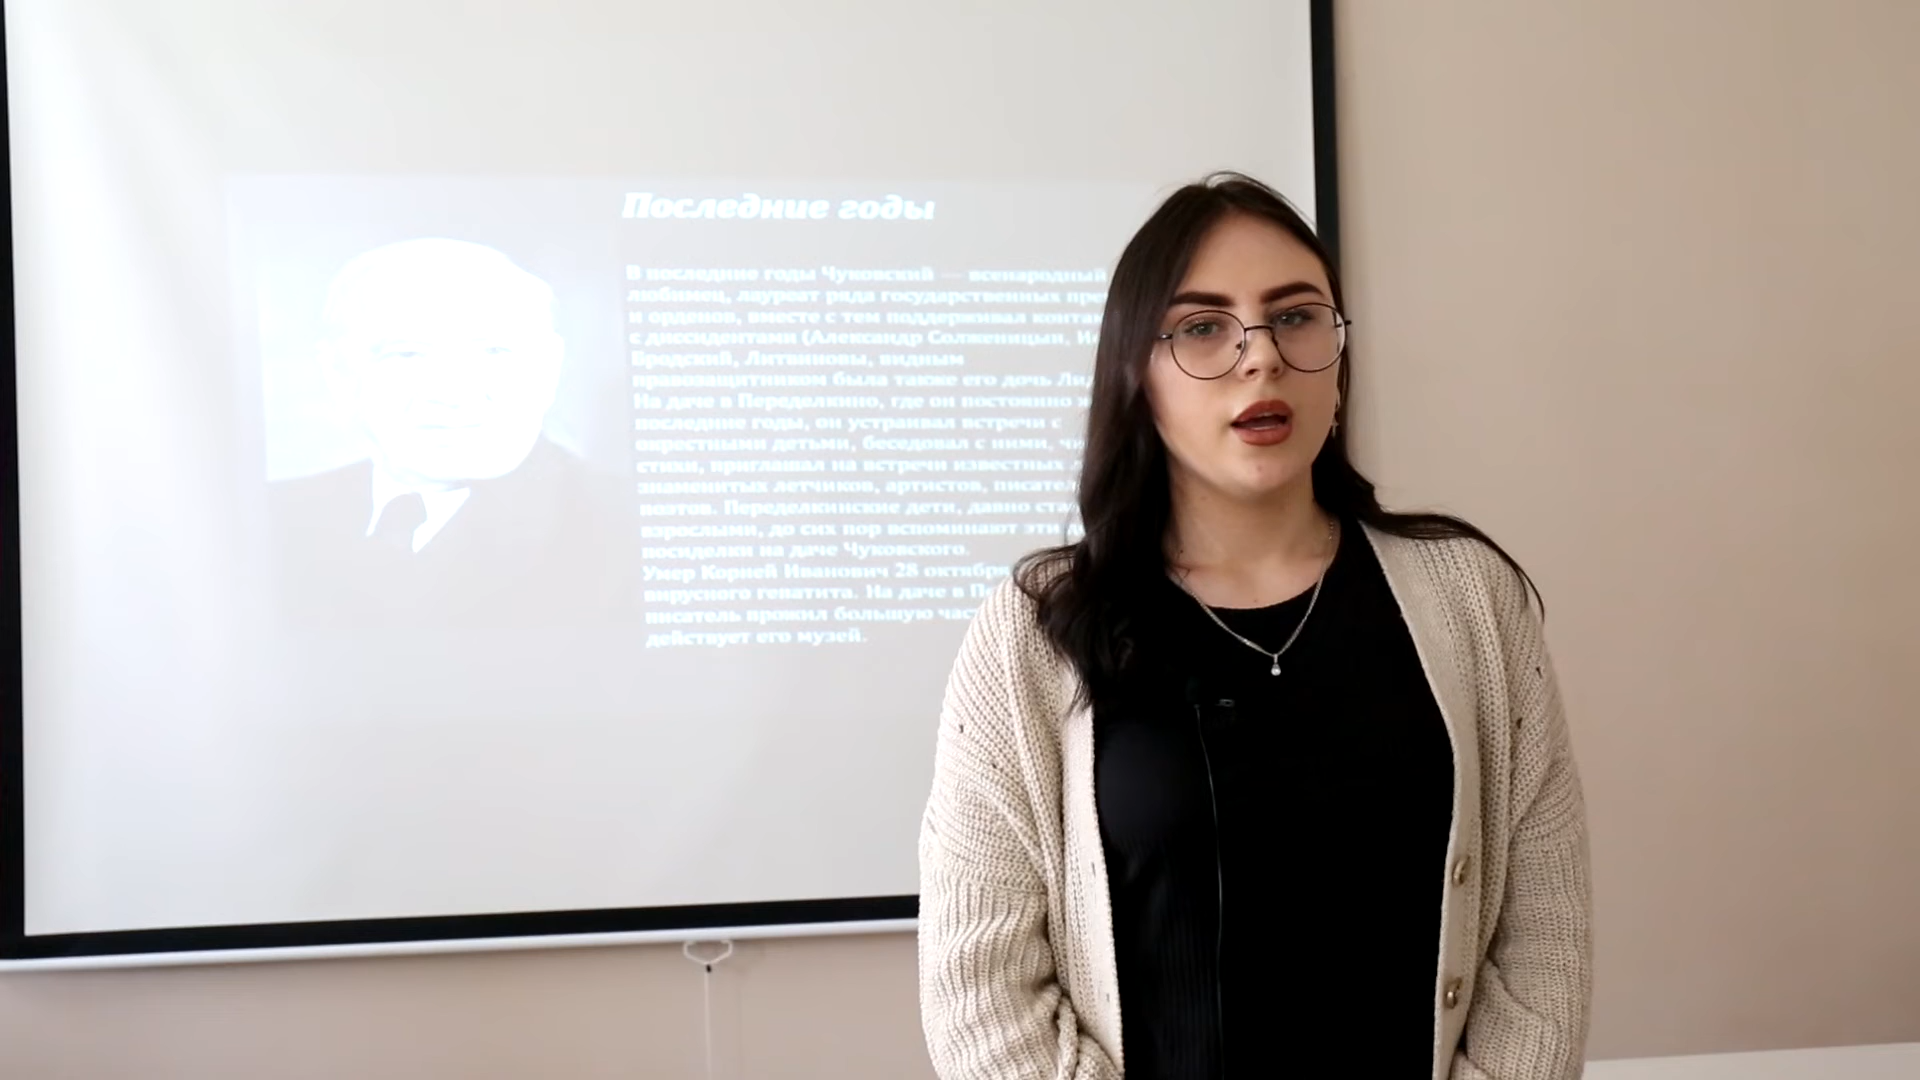 Последние годы
В последние годы Чуковский — всенародный
любимец, лауреат ряда государственных
и орденов, вместе с тем поддерживал
с диссидентами (Александр Солженицын,
Бродский, Литвиновы, видным
правозащитником была также его дочь
На даче в Переделкино, где он постоянно
последние годы, он устраивал встречи с
окрестными детьми, беседовал с ними,
стихи, приглашал на встречи известных
знаменитых летчиков, артистов,
поэтов. Переделкинские дети, давно
взрослыми, до сих пор вспоминают эти
посиделки на даче Чуковского.
Умер Корней Иванович 28 октября
вирусного гепатита. На даче в
писатель прожил большую
действует его музей.